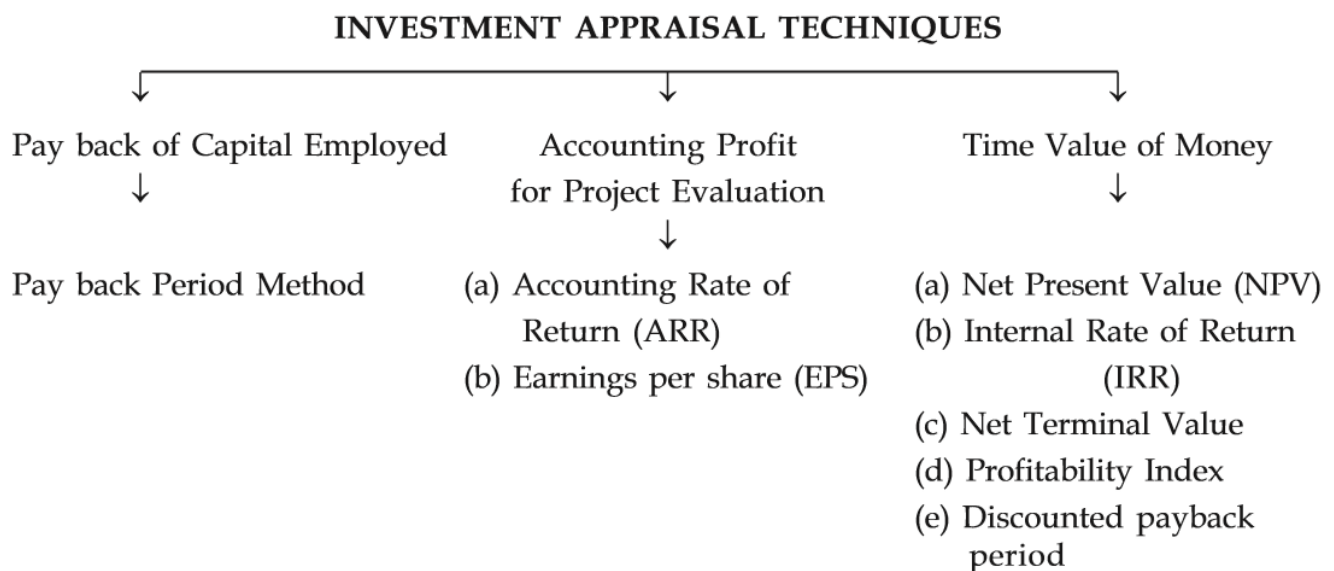 INVESTMENT APPRAISAL TECHNIQUES
Pay back of Capital Employed
Pay back Period Method
Accounting Profit
for Project Evaluation
(a) Accounting Rate of
Return (ARR)
(b) Earnings per share (EPS)
Time Value of Money
(a) Net Present Value (NPV)
(b) Internal Rate of Return
(IRR)
(c) Net Terminal Value
(d) Profitability Index
(e) Discounted payback
period